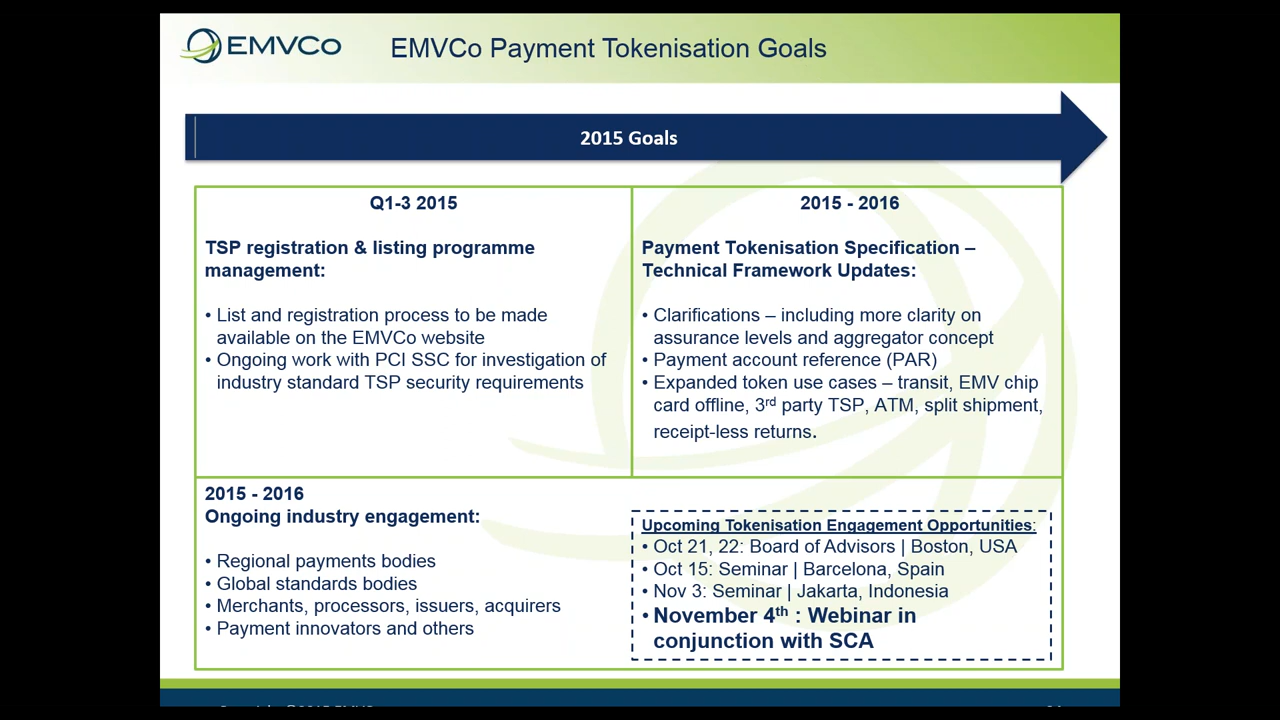 EMVCo
EMVCo Payment Tokenisation Goals
2015 Goals
Q1-3 2015
TSP registration & listing programme
management:
• List and registration process to be made
available on the EMVCo website
• Ongoing work with PCI SSC for investigation of
industry standard TSP security requirements
2015 - 2016
Payment Tokenisation Specification –
Technical Framework Updates:
• Clarifications – including more clarity on
assurance levels and aggregator concept
• Payment account reference (PAR)
• Expanded token use cases – transit, EMV chip
card offline, 3rd party TSP, ATM, split shipment,
receipt-less returns.
2015 - 2016
Ongoing industry engagement:
• Regional payments bodies
• Global standards bodies
• Merchants, processors, issuers, acquirers
• Payment innovators and others
Upcoming Tokenisation Engagement Opportunities:
• Oct 21, 22: Board of Advisors | Boston, USA
• Oct 15: Seminar | Barcelona, Spain
• Nov 3: Seminar | Jakarta, Indonesia
• November 4th : Webinar in
conjunction with SCA